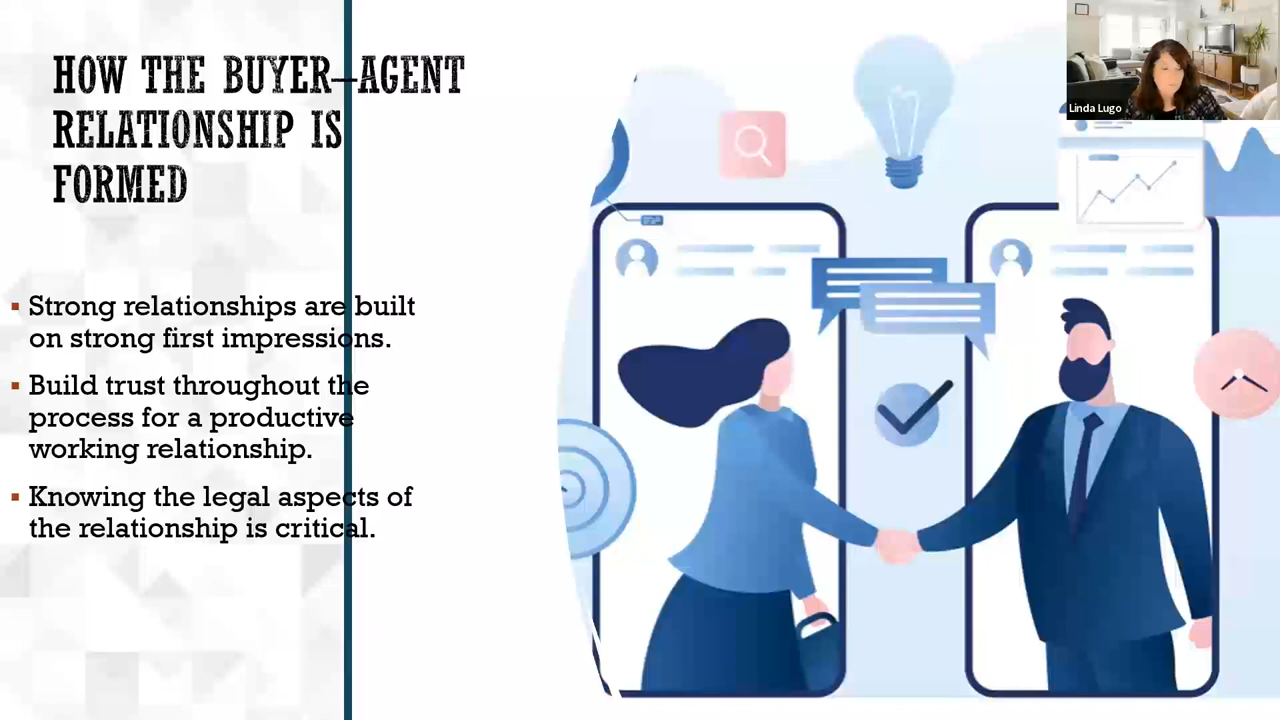 HOW THE BUYER–AGENT
RELATIONSHIP IS
FORMED
Strong relationships are built
on strong first impressions.
Build trust throughout the
process for a productive
working relationship.
Knowing the legal aspects of
the relationship is critical.
Linda Lugo